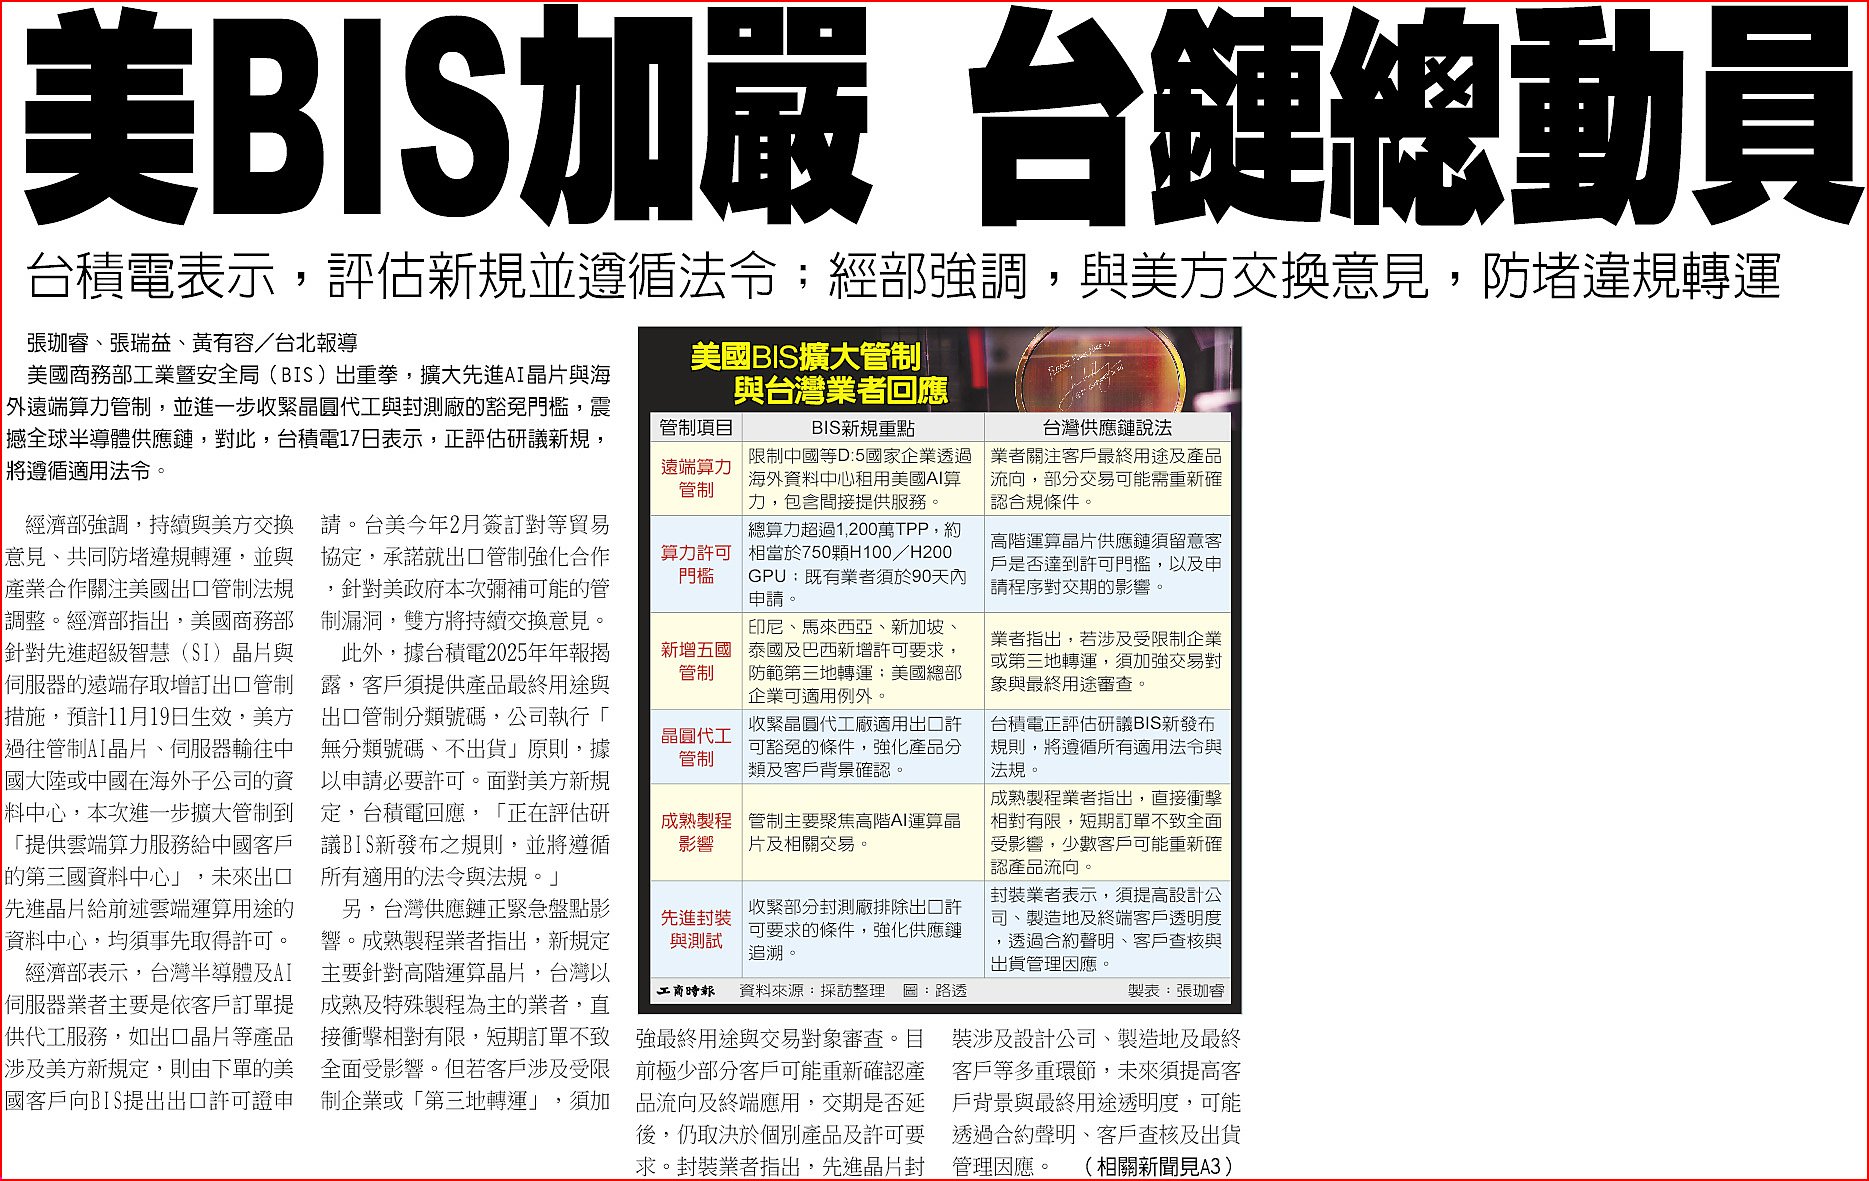 美BIS加嚴 台鏈總動員
台積電表示，評估新規並遵循法令；經部強調，與美方交換意見，防堵違規轉運
張珈睿、張瑞益、黃有容／台北報導
美國商務部工業暨安全局（BIS）出重拳，擴大先進AI晶片與海
外遠端算力管制，並進一步收緊晶圓代工與封測廠的豁免門檻，震
撼全球半導體供應鏈，對此，台積電17日表示，正評估研議新規，
將遵循適用法令。
經濟部強調，持續與美方交換
意見、共同防堵違規轉運，並與
產業合作關注美國出口管制法規
調整。經濟部指出，美國商務部
針對先進超級智慧（SI）晶片與
伺服器的遠端存取增訂出口管制
措施，預計11月19日生效，美方
過往管制AI晶片、伺服器輸往中
國大陸或中國在海外子公司的資
料中心，本次進一步擴大管制到
「提供雲端算力服務給中國客戶
的第三國資料中心」，未來出口
先進晶片給前述雲端運算用途的
資料中心，均須事先取得許可。
經濟部表示，台灣半導體及AI
伺服器業者主要是依客戶訂單提
供代工服務，如出口晶片等產品
涉及美方新規定，則由下單的美
國客戶向BIS提出出口許可證申
請。台美今年2月簽訂對等貿易
協定，承諾就出口管制強化合作
，針對美政府本次彌補可能的管
制漏洞，雙方將持續交換意見。
此外，據台積電2025年年報揭
露，客戶須提供產品最終用途與
出口管制分類號碼，公司執行「
無分類號碼、不出貨」原則，據
以申請必要許可。面對美方新規
定，台積電回應，「正在評估研
議BIS新發布之規則，並將遵循
所有適用的法令與法規。」
另，台灣供應鏈正緊急盤點影
響。成熟製程業者指出，新規定
主要針對高階運算晶片，台灣以
成熟及特殊製程為主的業者，直
接衝擊相對有限，短期訂單不致
全面受影響。但若客戶涉及受限
制企業或「第三地轉運」，須加
美國BIS擴大管制
與台灣業者回應
管制項目 BIS新規重點 台灣供應鏈說法
遠端算力
管制
限制中國等D:5國家企業透過
海外資料中心租用美國AI算
力，包含間接提供服務。
業者關注客戶最終用途及產品
流向，部分交易可能需重新確
認合規條件。
算力許可
門檻
總算力超過1,200萬TPP，約
相當於750顆H100／H200
GPU；既有業者須於90天內
申請。
高階運算晶片供應鏈須留意客
戶是否達到許可門檻，以及申
請程序對交期的影響。
新增五國
管制
印尼、馬來西亞、新加坡、
泰國及巴西新增許可要求，
防範第三地轉運；美國總部
企業可適用例外。
業者指出，若涉及受限制企業
或第三地轉運，須加強交易對
象與最終用途審查。
晶圓代工
管制
收緊晶圓代工廠適用出口許
可豁免的條件，強化產品分
類及客戶背景確認。
台積電正評估研議BIS新發布
規則，將遵循所有適用法令與
法規。
成熟製程
影響
管制主要聚焦高階AI運算晶
片及相關交易。
成熟製程業者指出，直接衝擊
相對有限，短期訂單不致全面
受影響，少數客戶可能重新確
認產品流向。
先進封裝
與測試
收緊部分封測廠排除出口許
可要求的條件，強化供應鏈
追溯。
封裝業者表示，須提高設計公
司、製造地及終端客戶透明度
，透過合約聲明、客戶查核與
出貨管理因應。
工商時報 資料來源：採訪整理 圖：路透 製表：張珈睿
強最終用途與交易對象審查。目
前極少部分客戶可能重新確認產
品流向及終端應用，交期是否延
後，仍取決於個別產品及許可要
求。封裝業者指出，先進晶片封
裝涉及設計公司、製造地及最終
客戶等多重環節，未來須提高客
戶背景與最終用途透明度，可能
透過合約聲明、客戶查核及出貨
管理因應。 （相關新聞見A3）